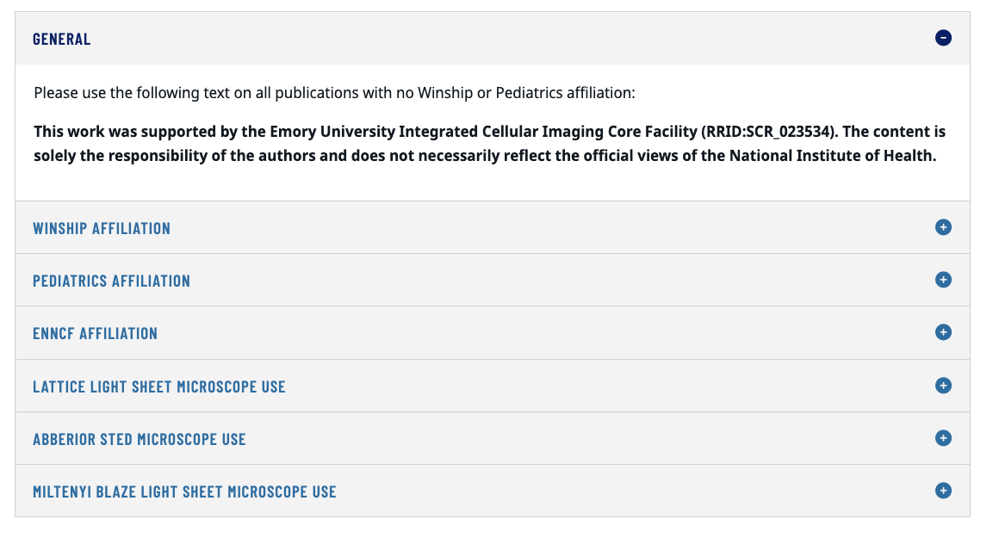 GENERAL
Please use the following text on all publications with no Winship or Pediatrics affiliation:
This work was supported by the Emory University Integrated Cellular Imaging Core Facility (RRID:SCR_023534). The content is
solely the responsibility of the authors and does not necessarily reflect the official views of the National Institute of Health.
WINSHIP AFFILIATION
PEDIATRICS AFFILIATION
ENNCF AFFILIATION
LATTICE LIGHT SHEET MICROSCOPE USE
ABBERIOR STED MICROSCOPE USE
MILTENYI BLAZE LIGHT SHEET MICROSCOPE USE